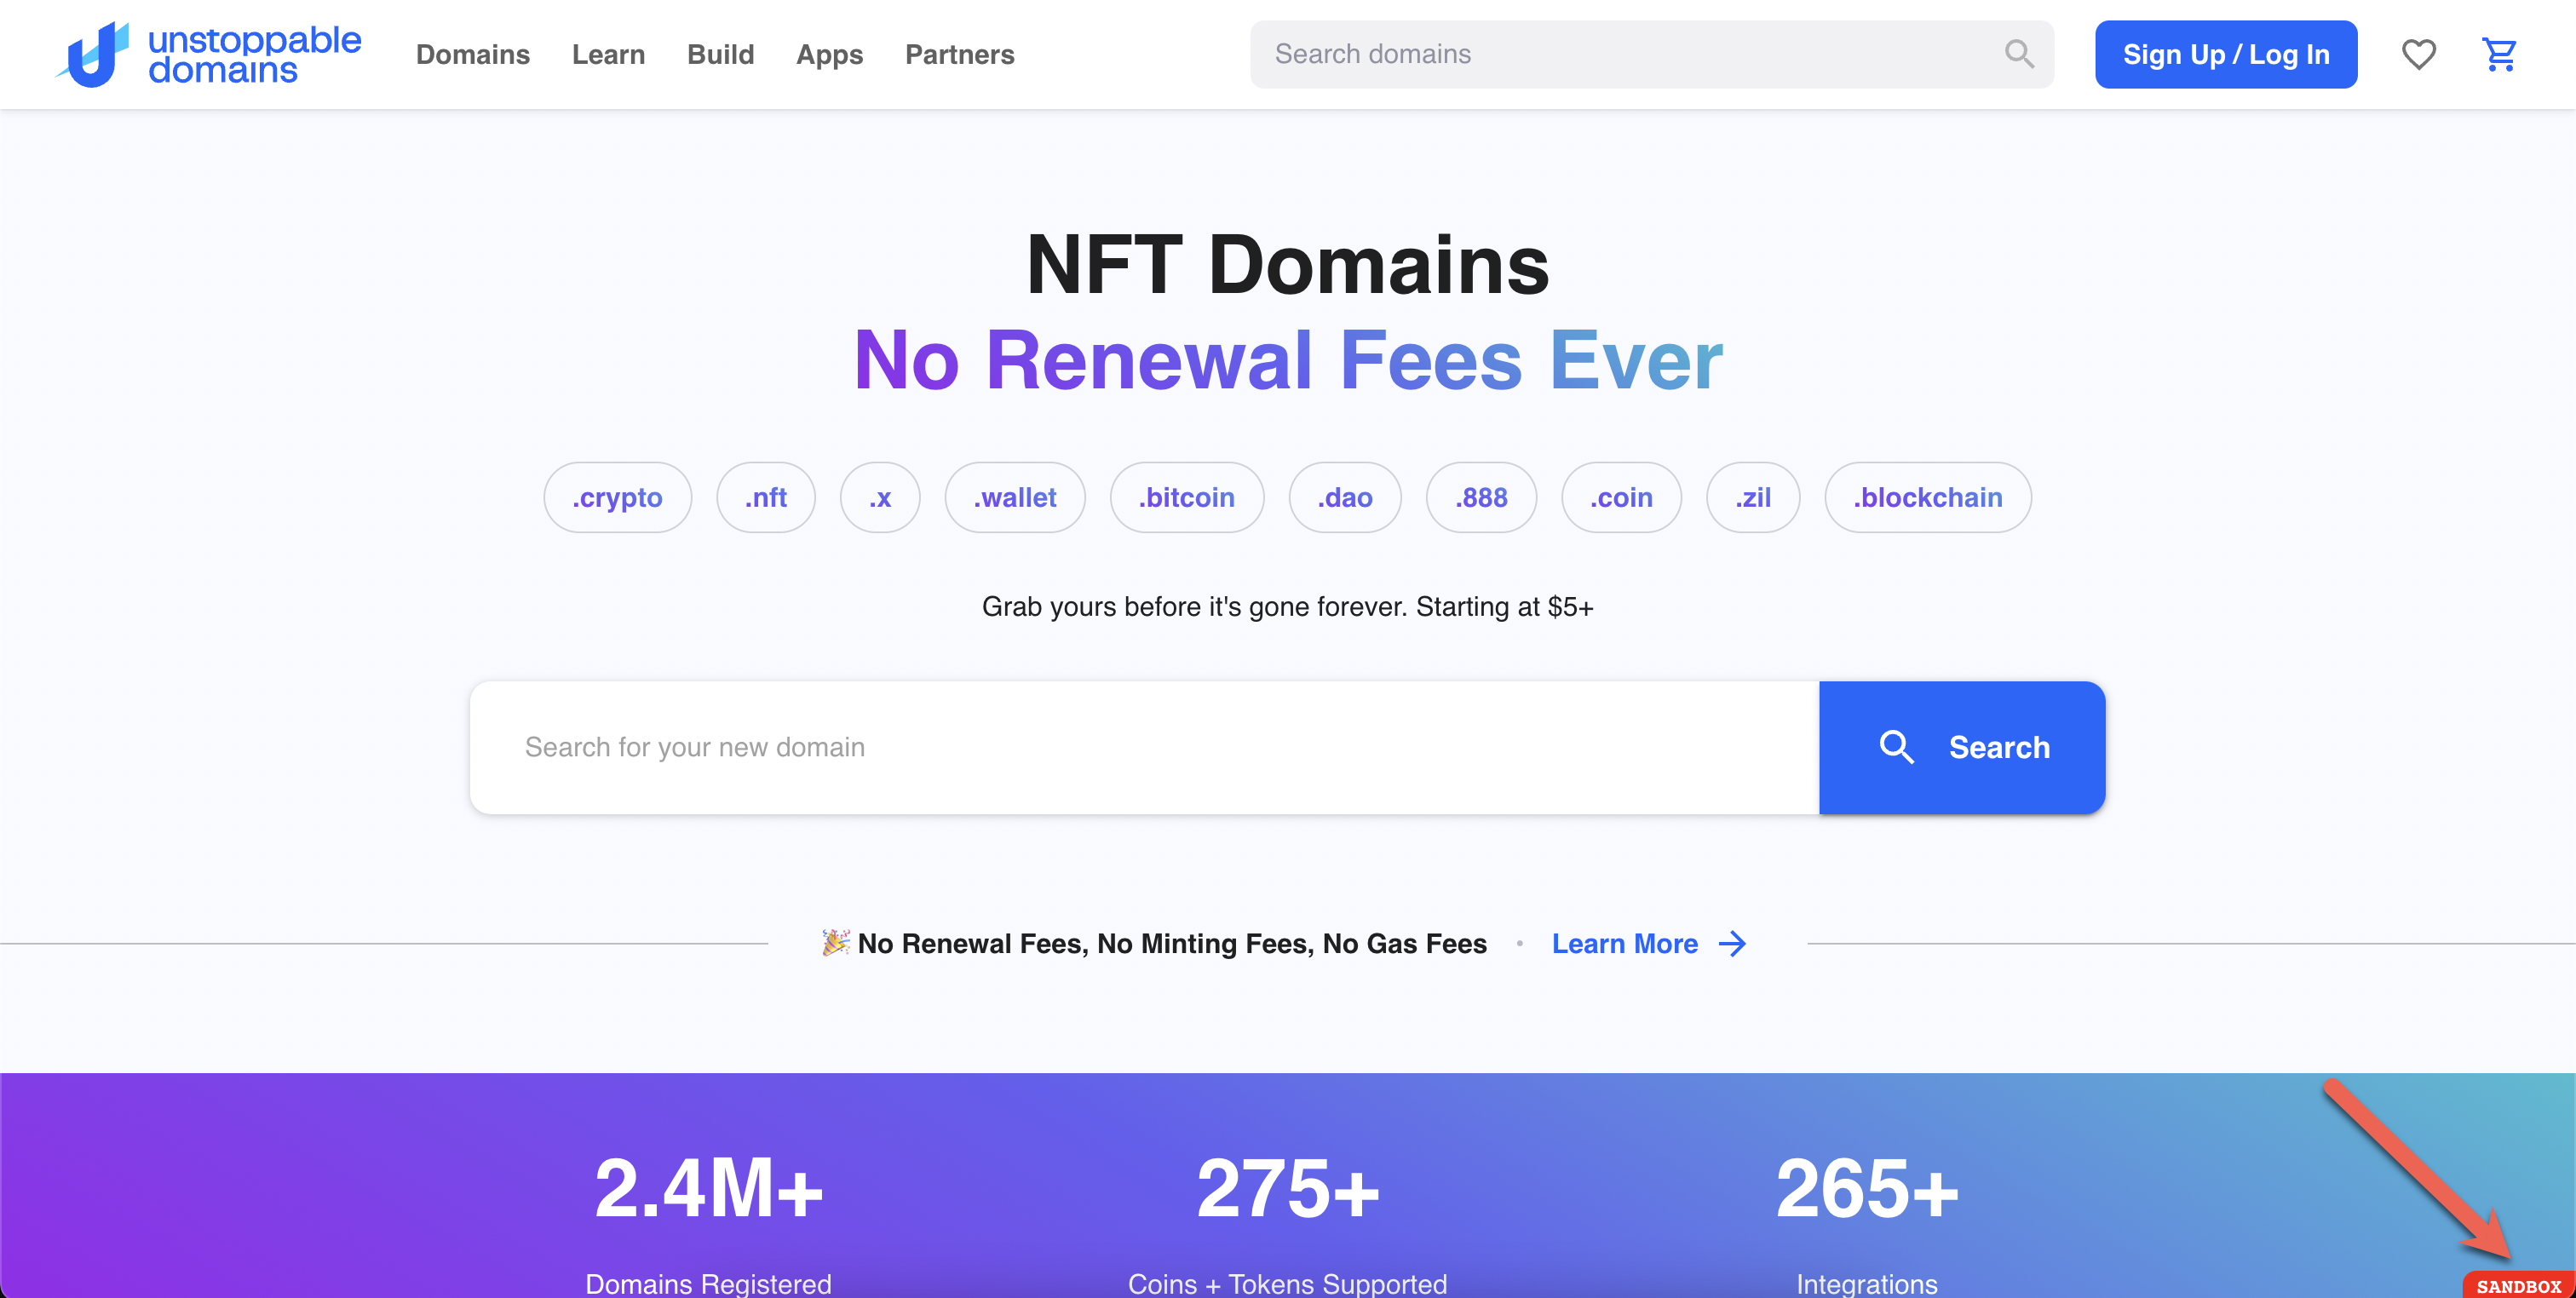 unstoppable
domains
Domains
Learn
Build
Apps
Partners
Search domains
Sign Up / Log In
NFT Domains
No Renewal Fees Ever
.crypto
.nft
.x
.wallet
.bitcoin
.dao
.888
.coin
.zil
.blockchain
Grab yours before it's gone forever. Starting at $5+
Search for your new domain
Search
No Renewal Fees, No Minting Fees, No Gas Fees • Learn More
2.4M+
Domains Registered
275+
Coins + Tokens Supported
265+
Integrations
SANDBOX